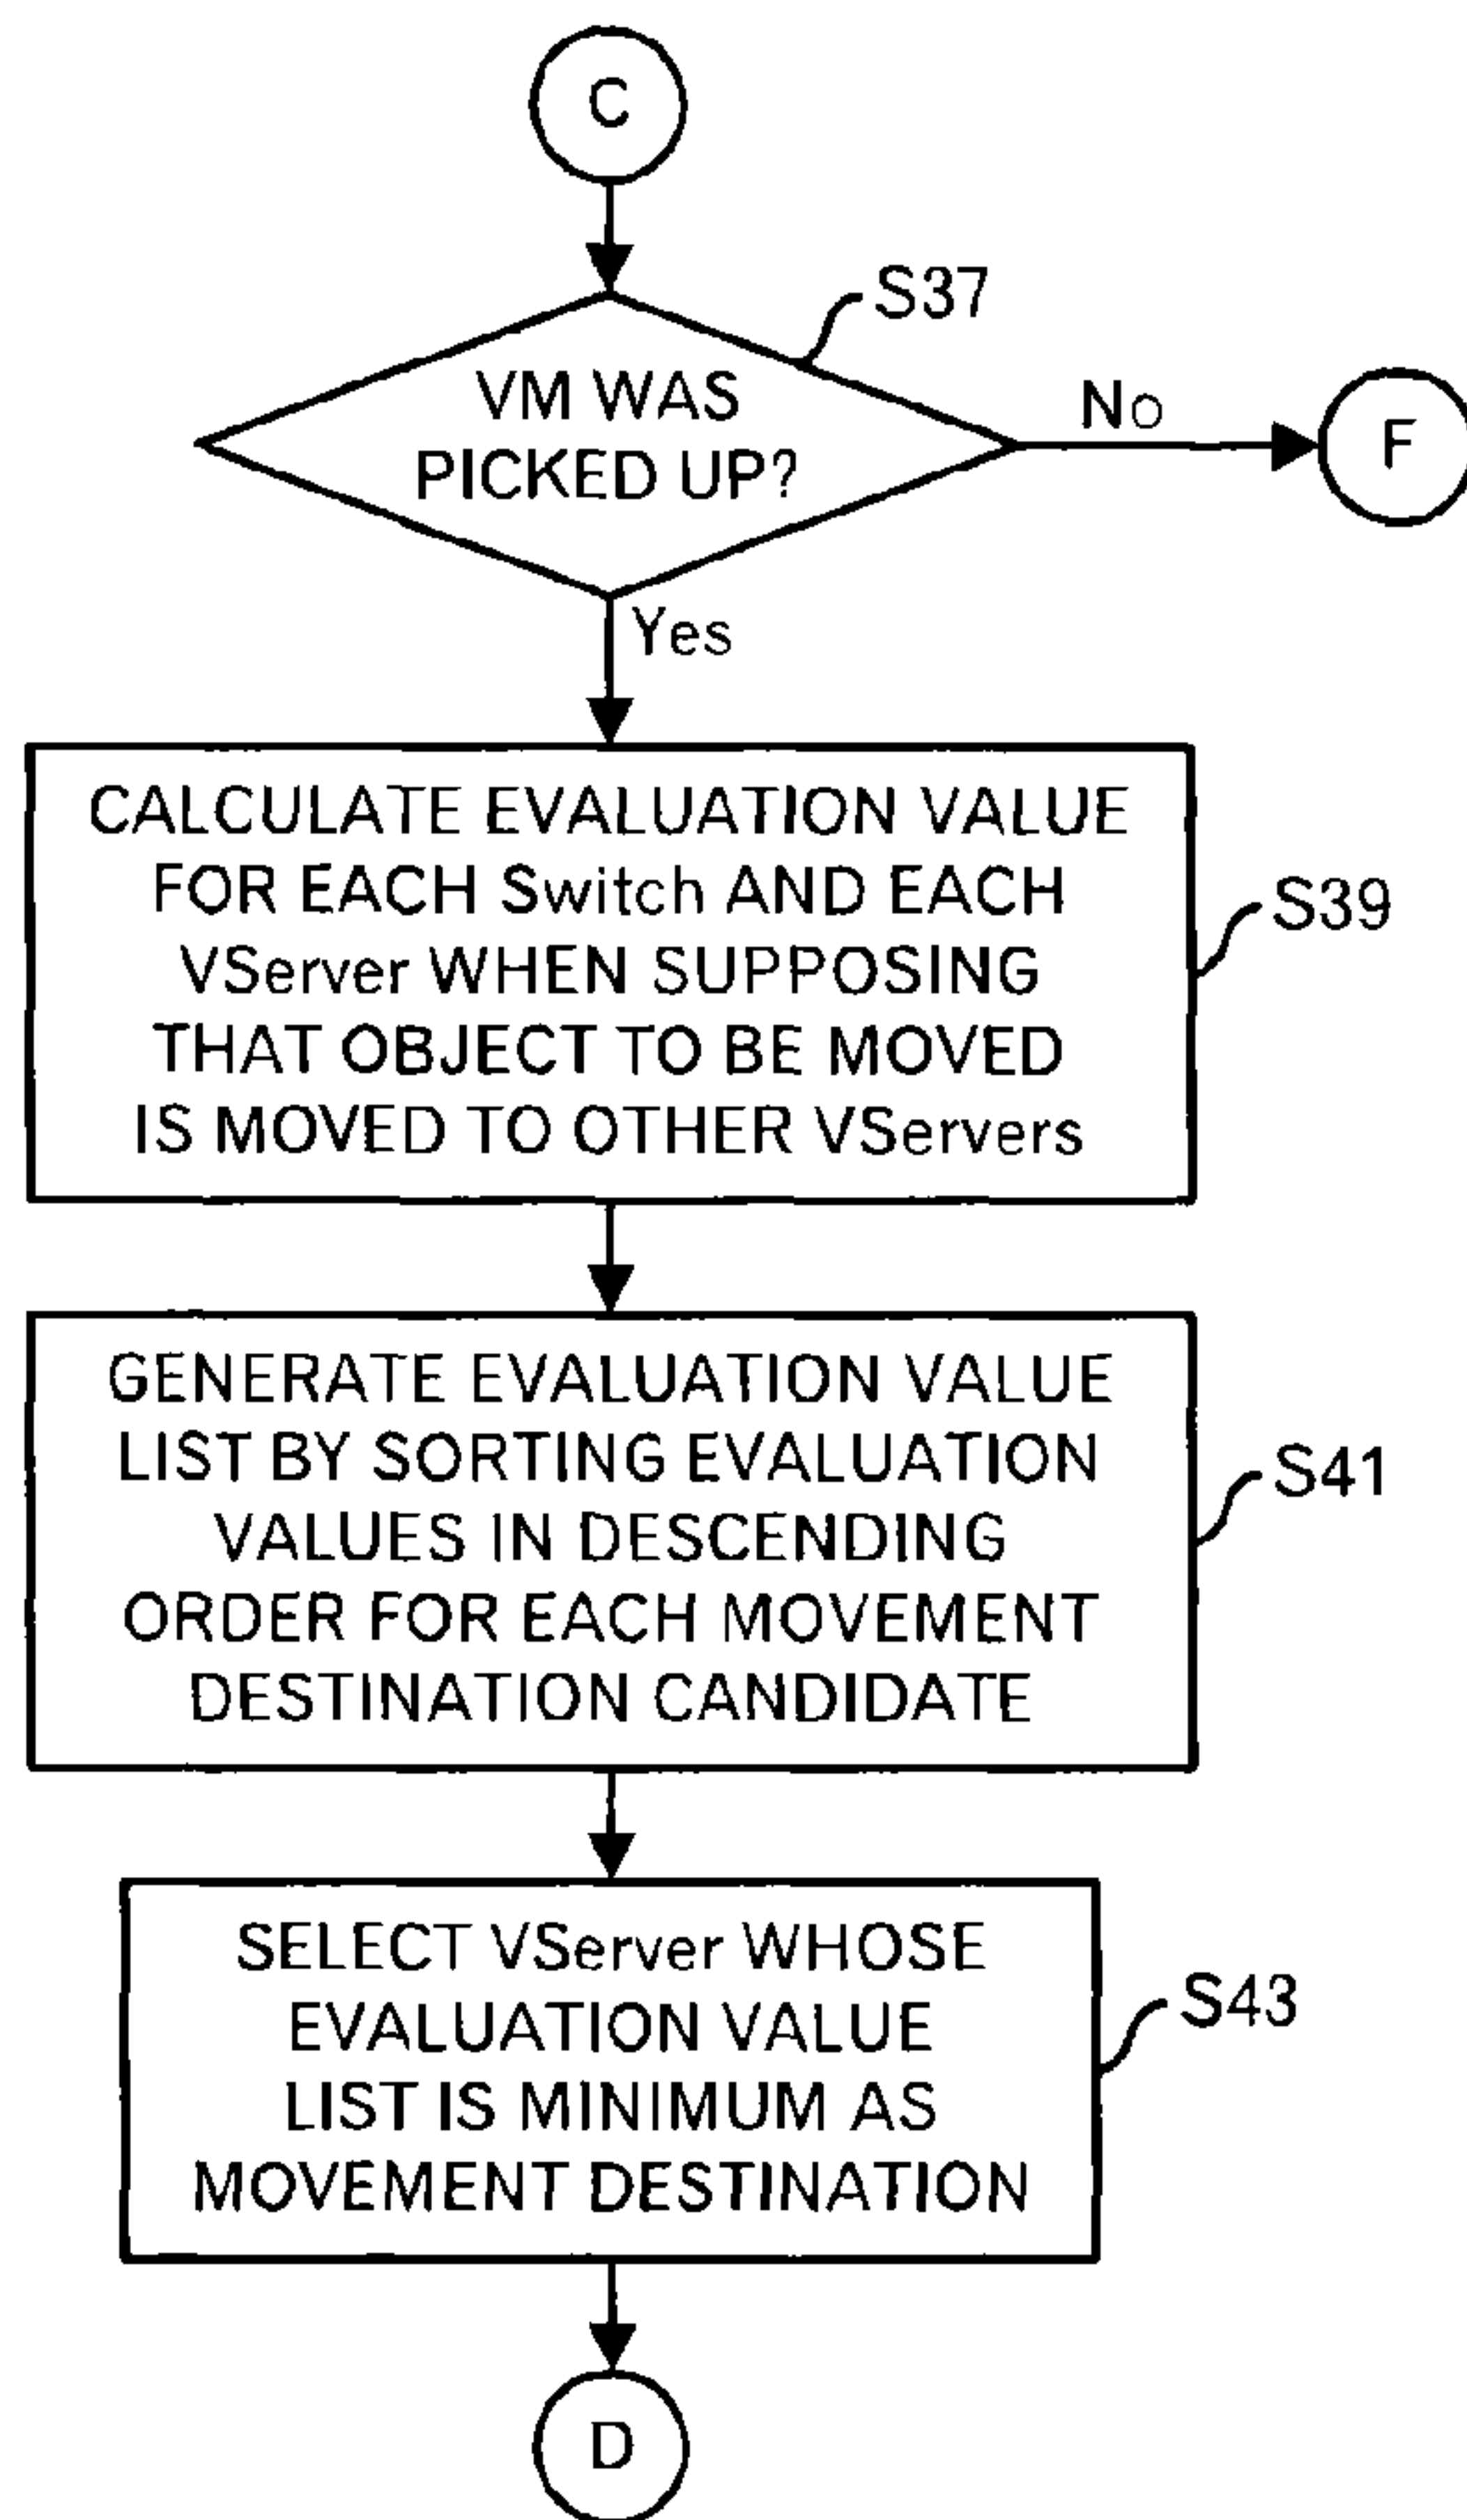 C
S37
VM WAS
PICKED UP?
No
F
Yes
CALCULATE EVALUATION VALUE
FOR EACH Switch AND EACH
VServer WHEN SUPPOSING
THAT OBJECT TO BE MOVED
IS MOVED TO OTHER VServers
S39
GENERATE EVALUATION VALUE
LIST BY SORTING EVALUATION
VALUES IN DESCENDING
ORDER FOR EACH MOVEMENT
DESTINATION CANDIDATE
S41
SELECT VServer WHOSE
EVALUATION VALUE
LIST IS MINIMUM AS
MOVEMENT DESTINATION
S43
D